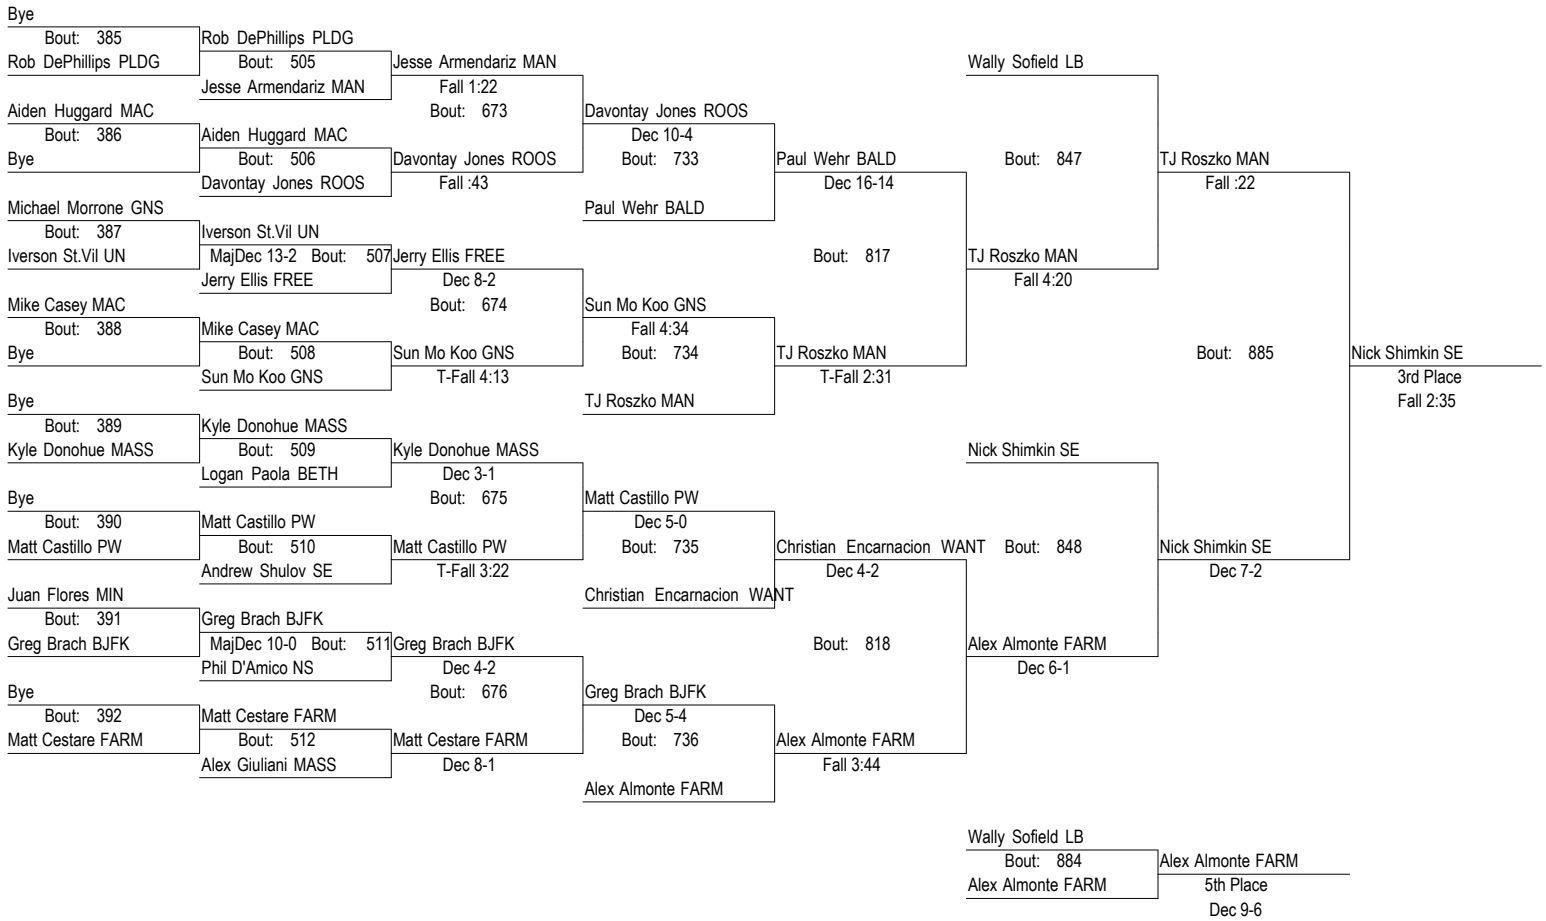 Bye
Bout: 385 Rob DePhillips PLDG
Rob DePhillips PLDG Bout: 505 Jesse Armendariz MAN Wally Sofield LB
Jesse Armendariz MAN Fall 1:22
Aiden Huggard MAC Bout: 673 Davontay Jones ROOS
Bout: 386 Aiden Huggard MAC Dec 10-4
Bye Bout: 506 Davontay Jones ROOS Bout: 733 Paul Wehr BALD Bout: 847 TJ Roszko MAN
Davontay Jones ROOS Fall :43 Dec 16-14 Fall :22
Michael Morrone GNS Paul Wehr BALD
Bout: 387 Iverson St.Vil UN
Iverson St.Vil UN MajDec 13-2 Bout: 507 Jerry Ellis FREE Bout: 817 TJ Roszko MAN
Jerry Ellis FREE Dec 8-2 Fall 4:20
Mike Casey MAC Bout: 674 Sun Mo Koo GNS
Bout: 388 Mike Casey MAC Fall 4:34
Bye Bout: 508 Sun Mo Koo GNS Bout: 734 TJ Roszko MAN Bout: 885 Nick Shimkin SE
Sun Mo Koo GNS T-Fall 4:13 T-Fall 2:31 3rd Place
Bye TJ Roszko MAN Fall 2:35
Bout: 389 Kyle Donohue MASS
Kyle Donohue MASS Bout: 509 Kyle Donohue MASS Nick Shimkin SE
Logan Paola BETH Dec 3-1
Bye Bout: 675 Matt Castillo PW
Bout: 390 Matt Castillo PW Dec 5-0
Matt Castillo PW Bout: 510 Matt Castillo PW Bout: 735 Christian Encarnacion WANT Bout: 848 Nick Shimkin SE
Andrew Shulov SE T-Fall 3:22 Dec 4-2 Dec 7-2
Juan Flores MIN Christian Encarnacion WANT
Bout: 391 Greg Brach BJFK
Greg Brach BJFK MajDec 10-0 Bout: 511 Greg Brach BJFK Bout: 818 Alex Almonte FARM
Phil D'Amico NS Dec 4-2 Dec 6-1
Bye Bout: 676 Greg Brach BJFK
Bout: 392 Matt Cestare FARM Dec 5-4
Matt Cestare FARM Bout: 512 Matt Cestare FARM Bout: 736 Alex Almonte FARM
Alex Giuliani MASS Dec 8-1 Fall 3:44
Alex Almonte FARM
Wally Sofield LB
Bout: 884 Alex Almonte FARM
Alex Almonte FARM 5th Place
Dec 9-6